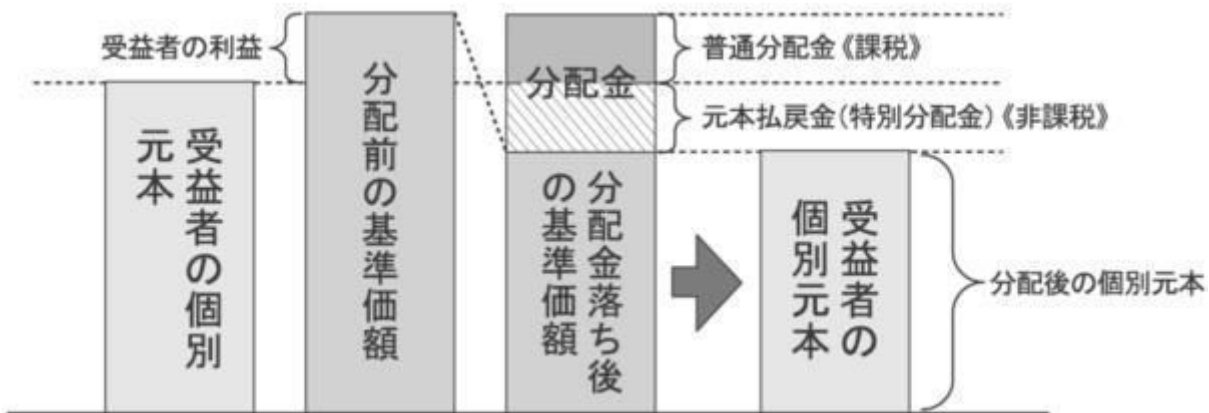 受益者の利益
受益者の個別
元本
分配前の基準価額
分配金
分配金落ち後
の基準価額
普通分配金《課税》
元本払戻金(特別分配金)《非課税》
受益者の
個別元本
分配後の個別元本